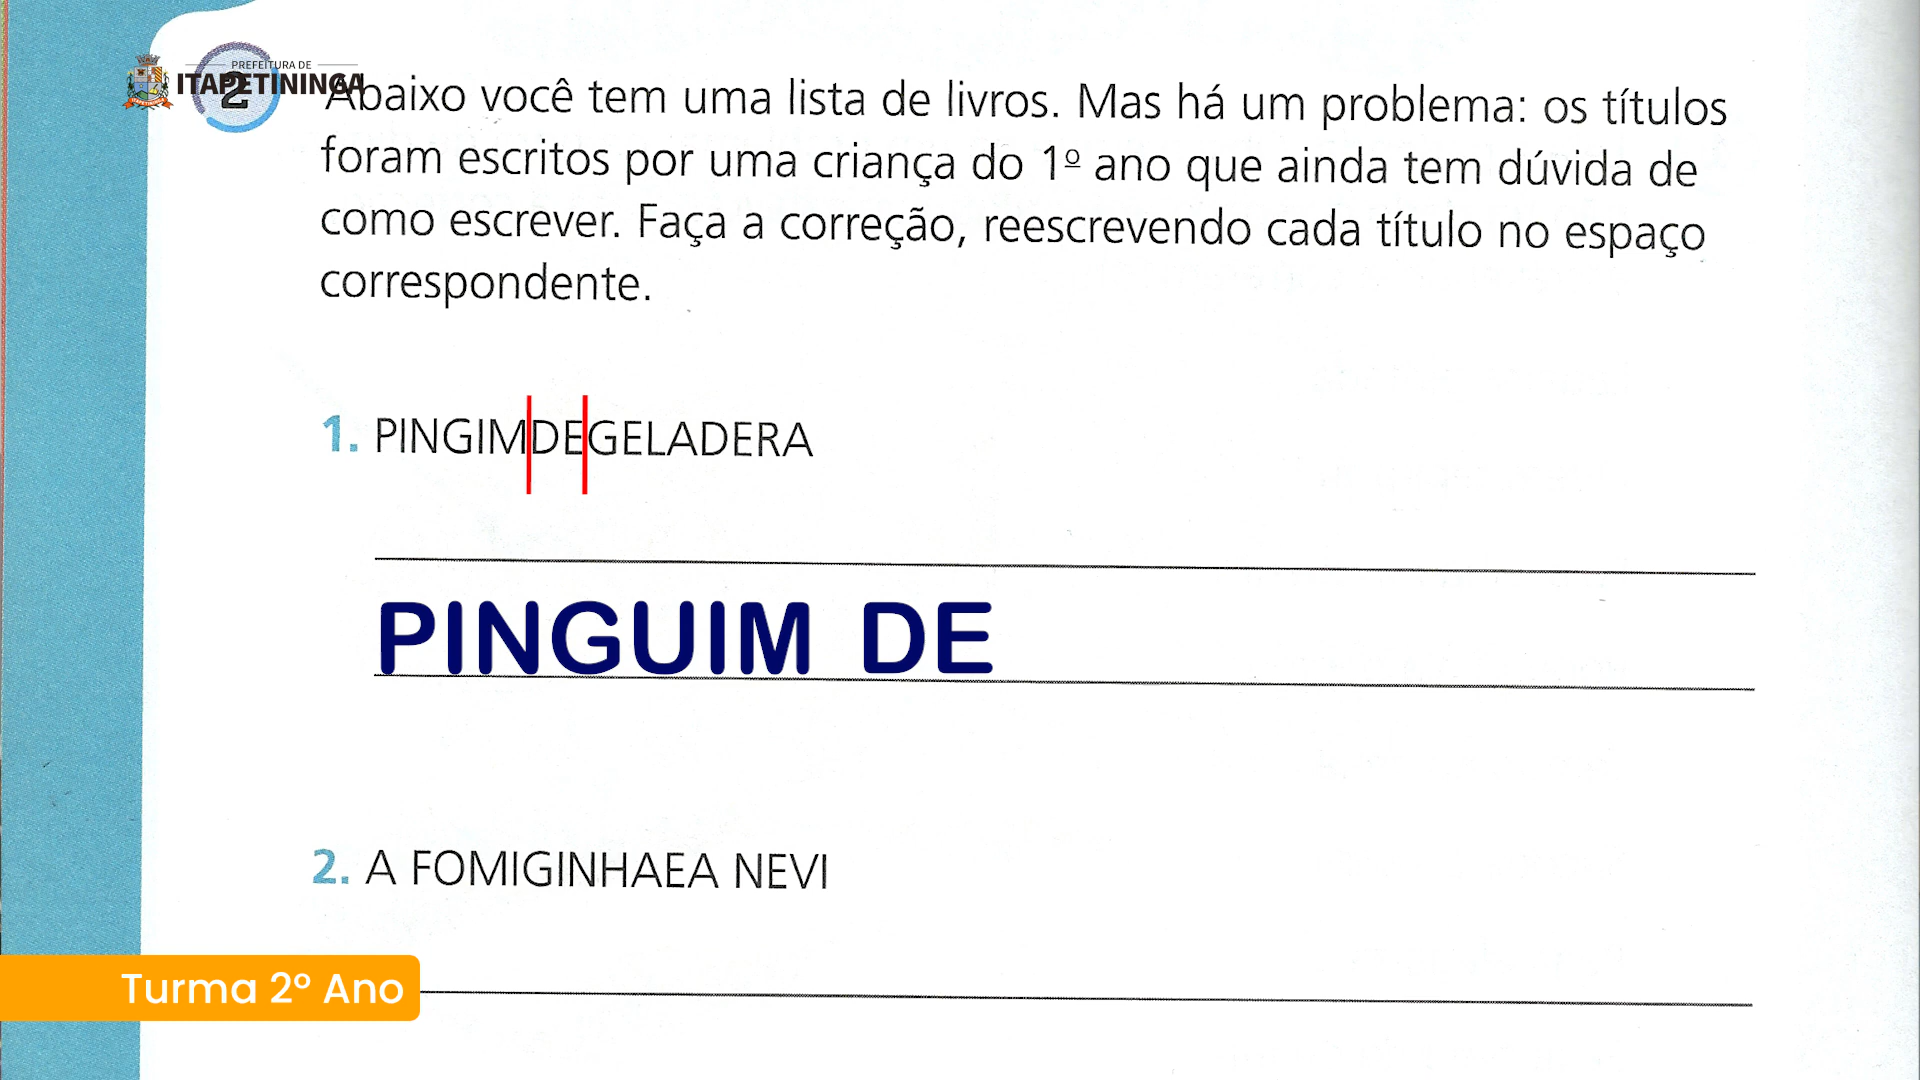 PREFEITURA DE
ITAPETININGA
2
Abaixo você tem uma lista de livros. Mas há um problema: os títulos
foram escritos por uma criança do 1º ano que ainda tem dúvida de
como escrever. Faça a correção, reescrevendo cada título no espaço
correspondente.
1. PINGIMDEGELADERA
PINGUIM DE
2. A FOMIGINHAEA NEVI
Turma 2º Ano